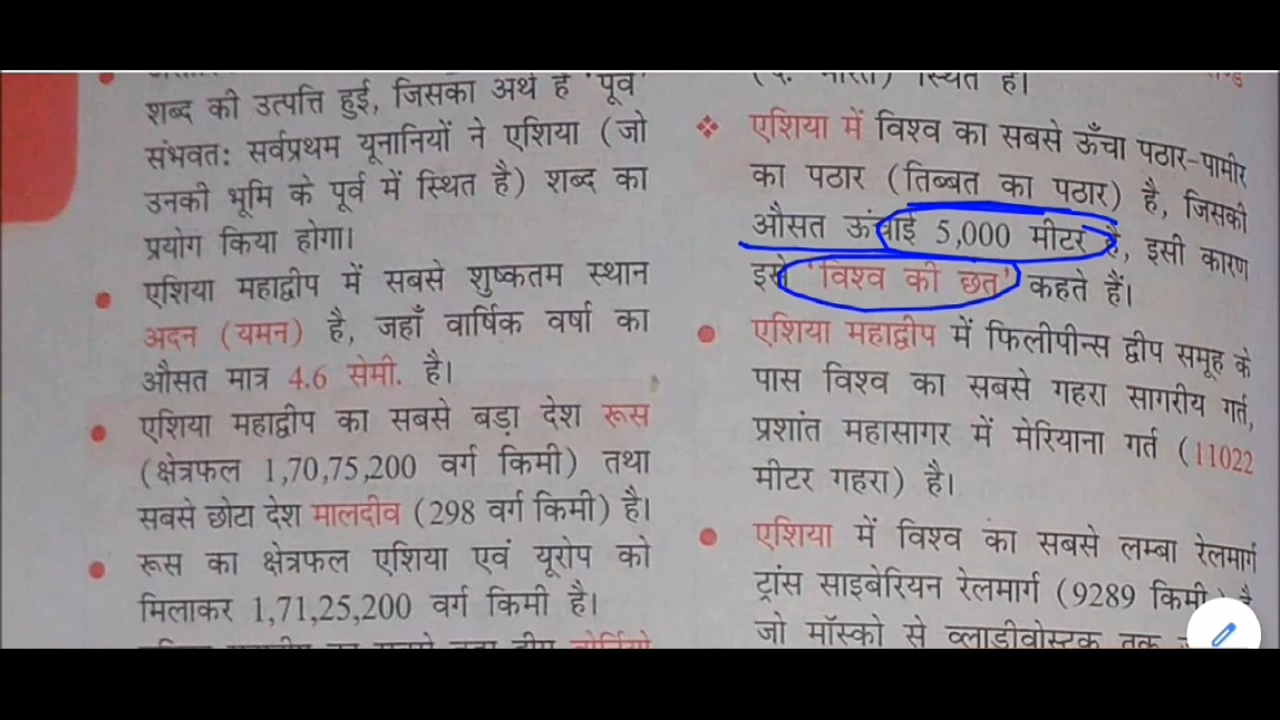 शब्द की उत्पत्ति हुई, जिसका अर्थ है 'पूर्व'
संभवतः सर्वप्रथम यूनानियों ने एशिया (जो
उनकी भूमि के पूर्व में स्थित है) शब्द का
प्रयोग किया होगा।
एशिया महाद्वीप में सबसे शुष्कतम स्थान
अदन (यमन) है, जहाँ वार्षिक वर्षा का
औसत मात्र 4.6 सेमी. है।
एशिया महाद्वीप का सबसे बड़ा देश रूस
(क्षेत्रफल 1,70,75,200 वर्ग किमी) तथा
सबसे छोटा देश मालदीव (298 वर्ग किमी) है।
रूस का क्षेत्रफल एशिया एवं यूरोप को
मिलाकर 1,71,25,200 वर्ग किमी है।
स्थित है।
❖ एशिया में विश्व का सबसे ऊँचा पठार-पामीर
का पठार (तिब्बत का पठार) है, जिसकी
औसत ऊंचाई 5,000 मीटर है, इसी कारण
इसे 'विश्व की छत' कहते हैं।
एशिया महाद्वीप में फिलीपीन्स द्वीप समूह के
पास विश्व का सबसे गहरा सागरीय गर्त,
प्रशांत महासागर में मेरियाना गर्त (11022
मीटर गहरा) है।
एशिया में विश्व का सबसे लम्बा रेलमार्ग
ट्रांस साइबेरियन रेलमार्ग (9289 किमी) है
जो मॉस्को से व्लाडीवोस्टक तक